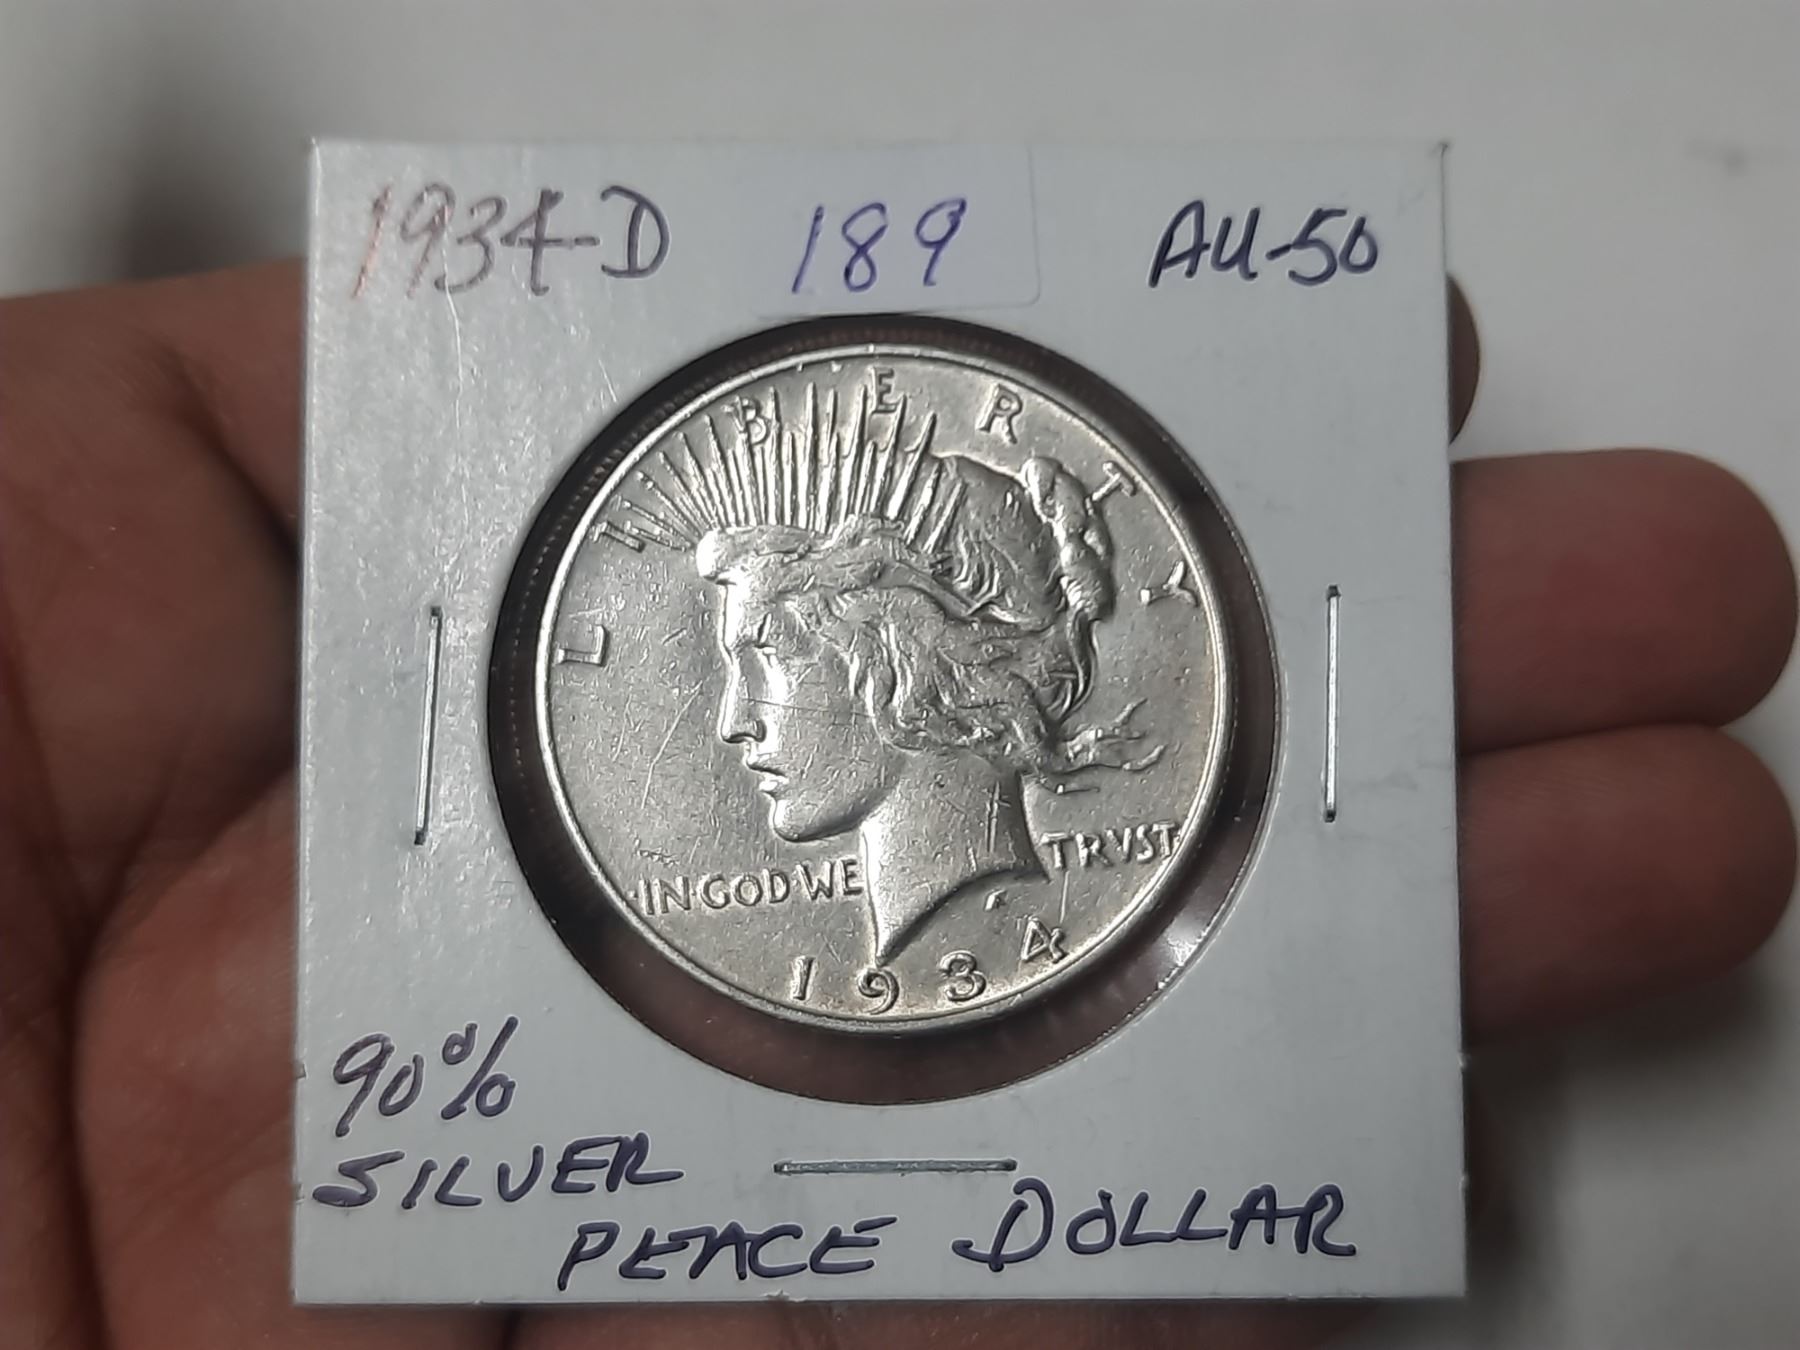 1934-D 189 AU-50
LIBERTY
IN GOD WE TRVST
1934
90%
SILVER
PEACE DOLLAR